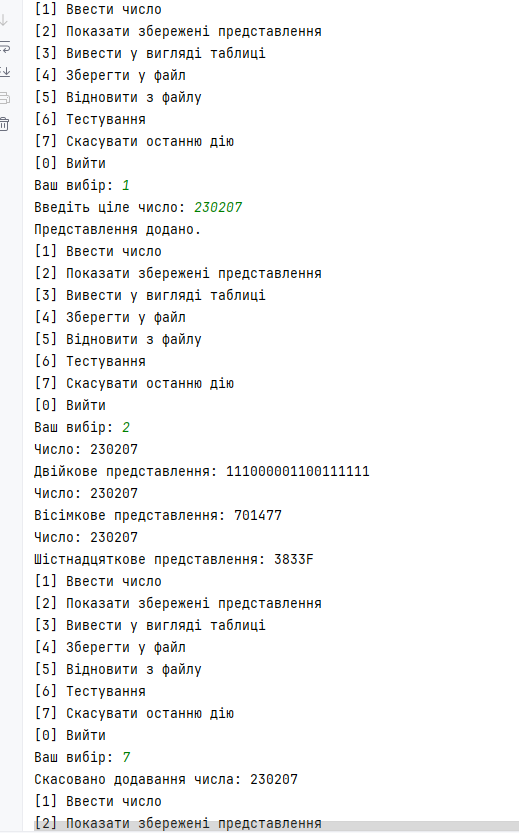 [1] Ввести число
[2] Показати збережені представлення
[3] Вивести у вигляді таблиці
[4] Зберегти у файл
[5] Відновити з файлу
[6] Тестування
[7] Скасувати останню дію
[0] Вийти
Ваш вибір: 1
Введіть ціле число: 230207
Представлення додано.
[1] Ввести число
[2] Показати збережені представлення
[3] Вивести у вигляді таблиці
[4] Зберегти у файл
[5] Відновити з файлу
[6] Тестування
[7] Скасувати останню дію
[0] Вийти
Ваш вибір: 2
Число: 230207
Двійкове представлення: 111000001100111111
Число: 230207
Вісімкове представлення: 701477
Число: 230207
Шістнадцяткове представлення: 3833F
[1] Ввести число
[2] Показати збережені представлення
[3] Вивести у вигляді таблиці
[4] Зберегти у файл
[5] Відновити з файлу
[6] Тестування
[7] Скасувати останню дію
[0] Вийти
Ваш вибір: 7
Скасовано додавання числа: 230207
[1] Ввести число
[2] Показати збережені представлення